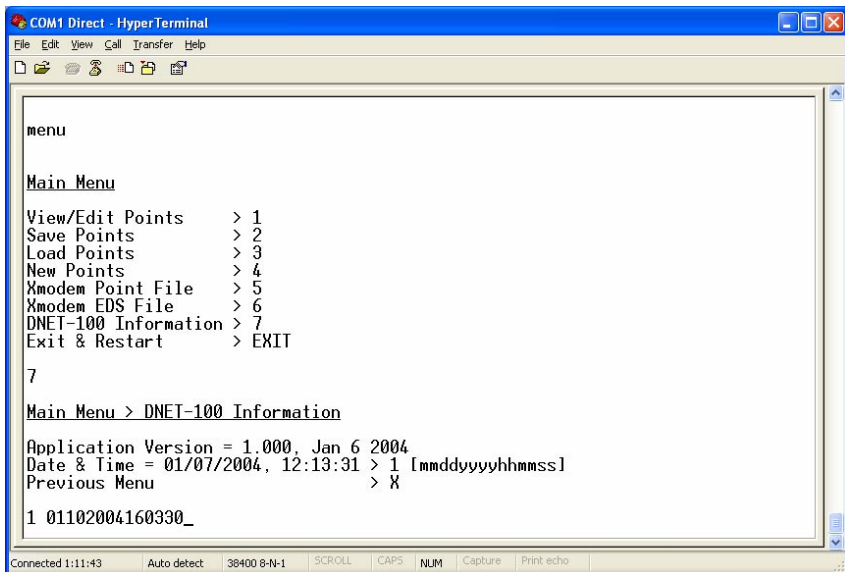 COM1 Direct - HyperTerminal
File Edit View Call Transfer Help
menu
Main Menu
View/Edit Points > 1
Save Points > 2
Load Points > 3
New Points > 4
Xmodem Point File > 5
Xmodem EDS File > 6
DNET-100 Information > 7
Exit & Restart > EXIT
7
Main Menu > DNET-100 Information
Application Version = 1.000, Jan 6 2004
Date & Time = 01/07/2004, 12:13:31 > 1 [mmddyyyyhhmmss]
Previous Menu > X
1 01102004160330_
Connected 1:11:43 Auto detect 38400 8-N-1 SCROLL CAPS NUM Capture Print echo